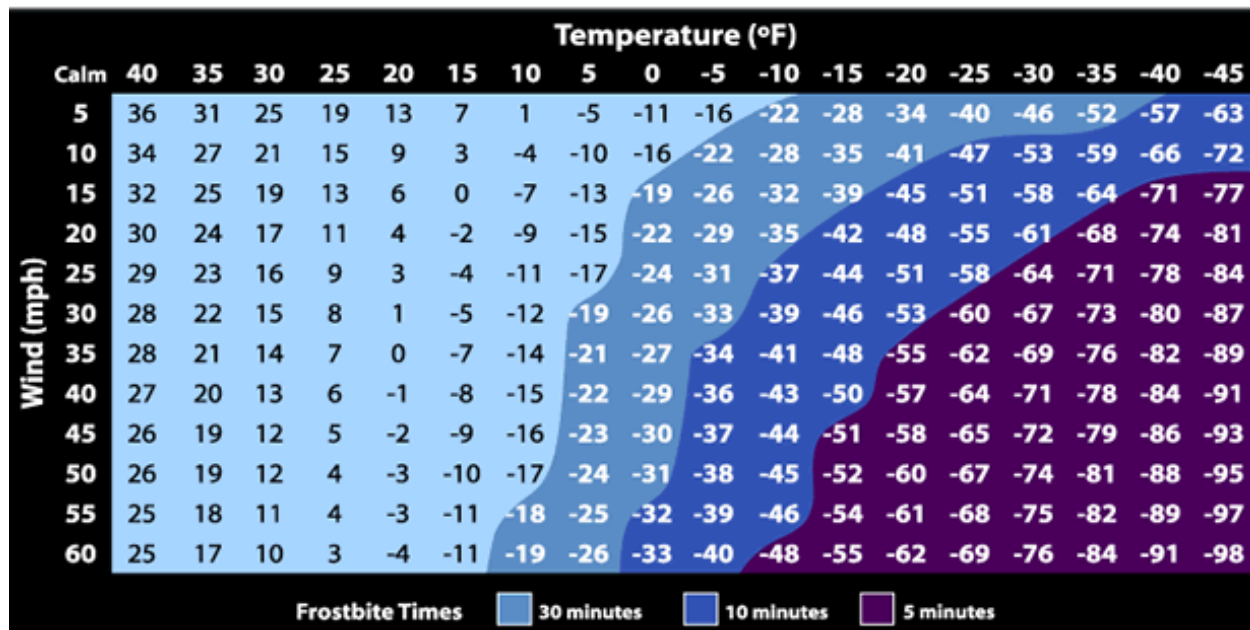 Temperature (ºF)
Calm 40 35 30 25 20 15 10 5 0 -5 -10 -15 -20 -25 -30 -35 -40 -45
Wind (mph)
5 36 31 25 19 13 7 1 -5 -11 -16 -22 -28 -34 -40 -46 -52 -57 -63
10 34 27 21 15 9 3 -4 -10 -16 -22 -28 -35 -41 -47 -53 -59 -66 -72
15 32 25 19 13 6 0 -7 -13 -19 -26 -32 -39 -45 -51 -58 -64 -71 -77
20 30 24 17 11 4 -2 -9 -15 -22 -29 -35 -42 -48 -55 -61 -68 -74 -81
25 29 23 16 9 3 -4 -11 -17 -24 -31 -37 -44 -51 -58 -64 -71 -78 -84
30 28 22 15 8 1 -5 -12 -19 -26 -33 -39 -46 -53 -60 -67 -73 -80 -87
35 28 21 14 7 0 -7 -14 -21 -27 -34 -41 -48 -55 -62 -69 -76 -82 -89
40 27 20 13 6 -1 -8 -15 -22 -29 -36 -43 -50 -57 -64 -71 -78 -84 -91
45 26 19 12 5 -2 -9 -16 -23 -30 -37 -44 -51 -58 -65 -72 -79 -86 -93
50 26 19 12 4 -3 -10 -17 -24 -31 -38 -45 -52 -60 -67 -74 -81 -88 -95
55 25 18 11 4 -3 -11 -18 -25 -32 -39 -46 -54 -61 -68 -75 -82 -89 -97
60 25 17 10 3 -4 -11 -19 -26 -33 -40 -48 -55 -62 -69 -76 -84 -91 -98
Frostbite Times 30 minutes 10 minutes 5 minutes